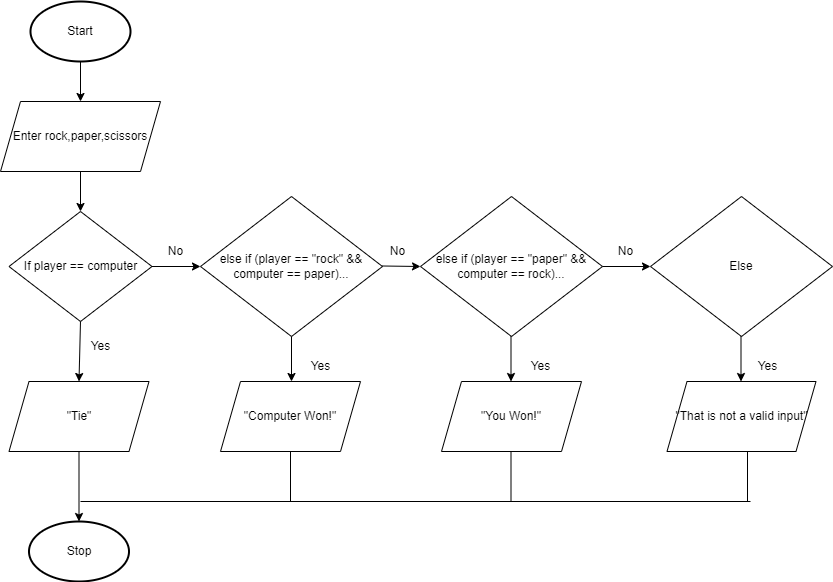 Start
Enter rock,paper,scissors
If player == computer
No
else if (player == "rock" &&
computer == paper)...
No
else if (player == "paper" &&
computer == rock)...
No
Else
Yes
Yes
Yes
Yes
"Tie"
"Computer Won!"
"You Won!"
"That is not a valid input"
Stop